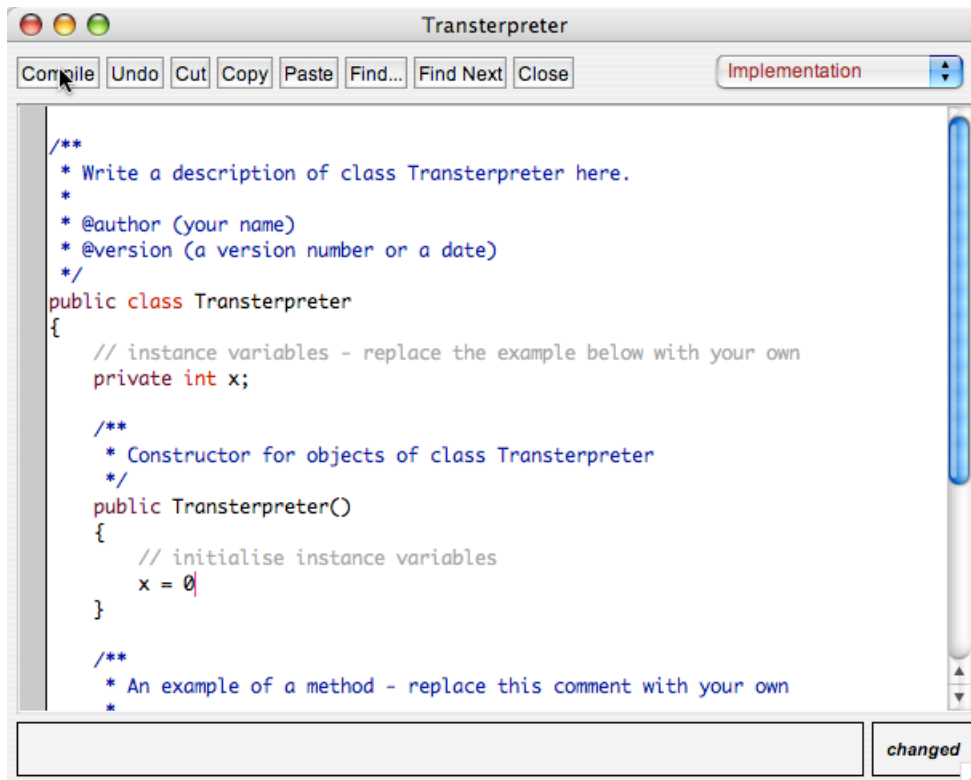 Transterpreter
Compile Undo Cut Copy Paste Find... Find Next Close Implementation
/**
* Write a description of class Transterpreter here.
*
* @author (your name)
* @version (a version number or a date)
*/
public class Transterpreter
{
// instance variables - replace the example below with your own
private int x;
/**
* Constructor for objects of class Transterpreter
*/
public Transterpreter()
{
// initialise instance variables
x = 0
}
/**
* An example of a method - replace this comment with your own
*
changed